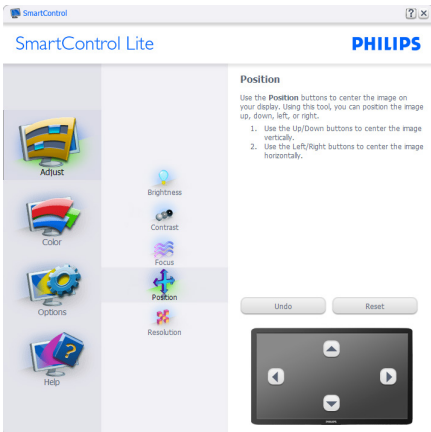 SmartControl
SmartControl Lite
PHILIPS
Adjust
Color
Options
Help
Brightness
Contrast
Focus
Position
Resolution
Position
Use the Position buttons to center the image on
your display. Using this tool, you can position the image
up, down, left, or right.
1. Use the Up/Down buttons to center the image
vertically.
2. Use the Left/Right buttons to center the image
horizontally.
Undo
Reset
PHILIPS